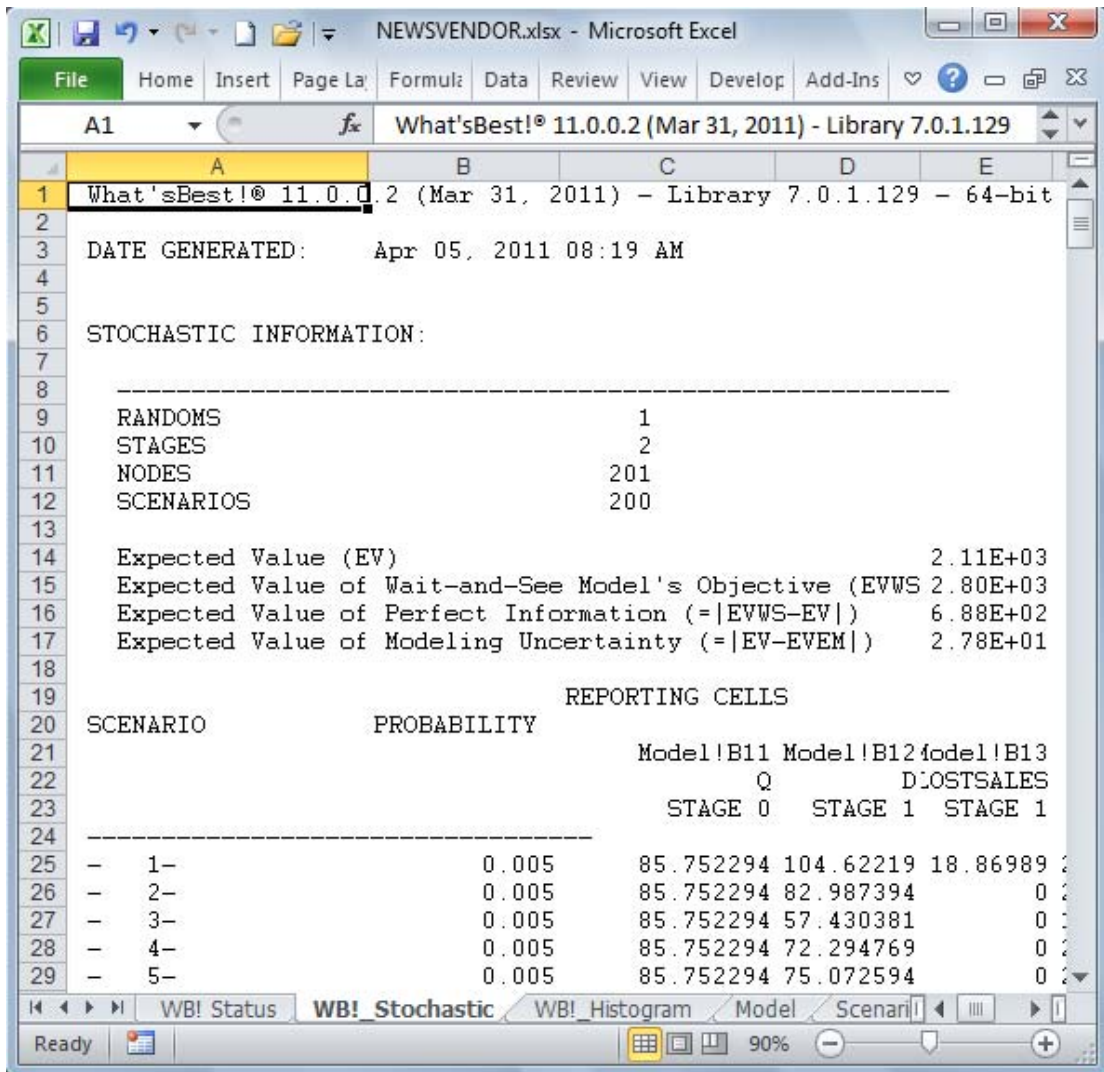 NEWSVENDOR.xlsx - Microsoft Excel
File Home Insert Page La Formula Data Review View Develop Add-Ins
A1 fx What'sBest!® 11.0.0.2 (Mar 31, 2011) - Library 7.0.1.129
A B C D E
1 What'sBest!® 11.0.0.2 (Mar 31, 2011) - Library 7.0.1.129 - 64-bit
2
3 DATE GENERATED: Apr 05, 2011 08:19 AM
4
5
6 STOCHASTIC INFORMATION:
7
8 ---------------------------------------------------------
9 RANDOMS 1
10 STAGES 2
11 NODES 201
12 SCENARIOS 200
13
14 Expected Value (EV) 2.11E+03
15 Expected Value of Wait-and-See Model's Objective (EVWS 2.80E+03
16 Expected Value of Perfect Information (=|EVWS-EV|) 6.88E+02
17 Expected Value of Modeling Uncertainty (=|EV-EVEM|) 2.78E+01
18
19 REPORTING CELLS
20 SCENARIO PROBABILITY
21 Model!B11 Model!B12 odel!B13
22 Q D OSTSALES
23 STAGE 0 STAGE 1 STAGE 1
24 -----------------------------------
25 - 1- 0.005 85.752294 104.62219 18.86989
26 - 2- 0.005 85.752294 82.987394 0
27 - 3- 0.005 85.752294 57.430381 0
28 - 4- 0.005 85.752294 72.294769 0
29 - 5- 0.005 85.752294 75.072594 0
WB! Status WB!_Stochastic WB!_Histogram Model Scenari
Ready 90%